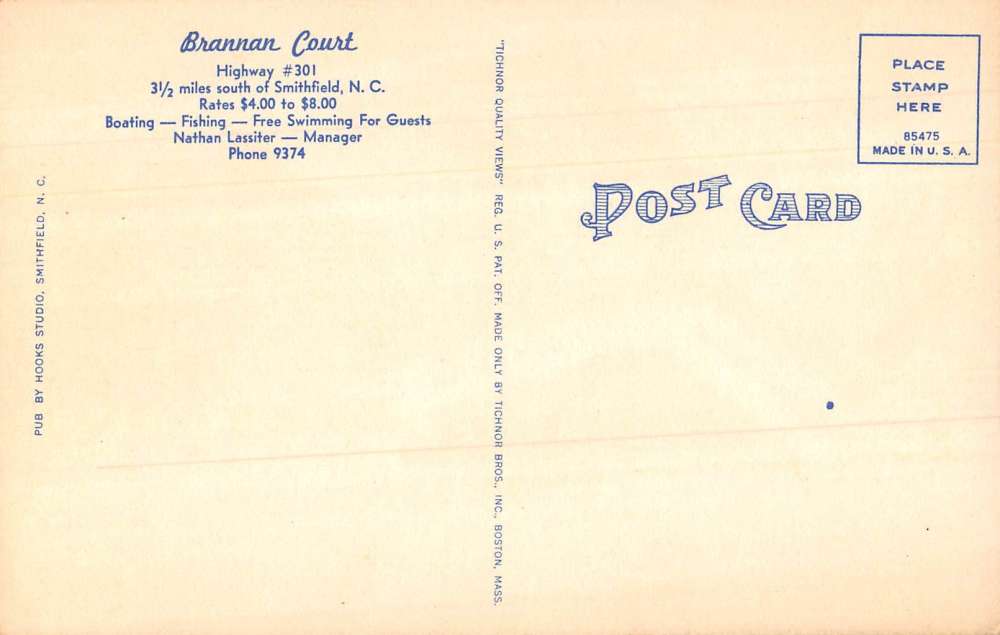 Brannan Court
Highway #301
3½ miles south of Smithfield, N. C.
Rates $4.00 to $8.00
Boating — Fishing — Free Swimming For Guests
Nathan Lassiter — Manager
Phone 9374
PUB BY HOOKS STUDIO, SMITHFIELD, N. C.
"TICHNOR QUALITY VIEWS" REG. U. S. PAT. OFF. MADE ONLY BY TICHNOR BROS., INC., BOSTON, MASS.
PLACE
STAMP
HERE
85475
MADE IN U. S. A.
POST CARD